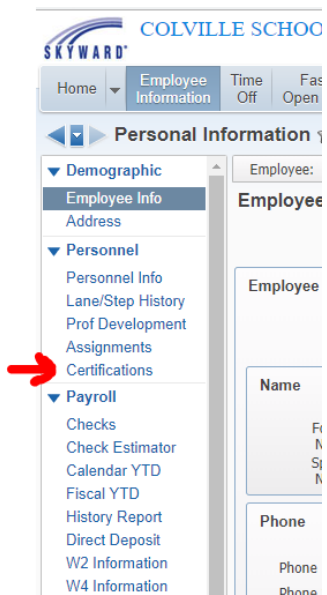 SKYWARD
COLVILLE SCHOO
Home
Employee Information
Time Off
Fas
Open
Personal Information
Demographic
Employee:
Employee Info
Employee
Address
Personnel
Personnel Info
Employee
Lane/Step History
Prof Development
Assignments
Certifications
Name
Payroll
Checks
Check Estimator
Calendar YTD
Fiscal YTD
History Report
Phone
Direct Deposit
W2 Information
Phone
W4 Information
Phone